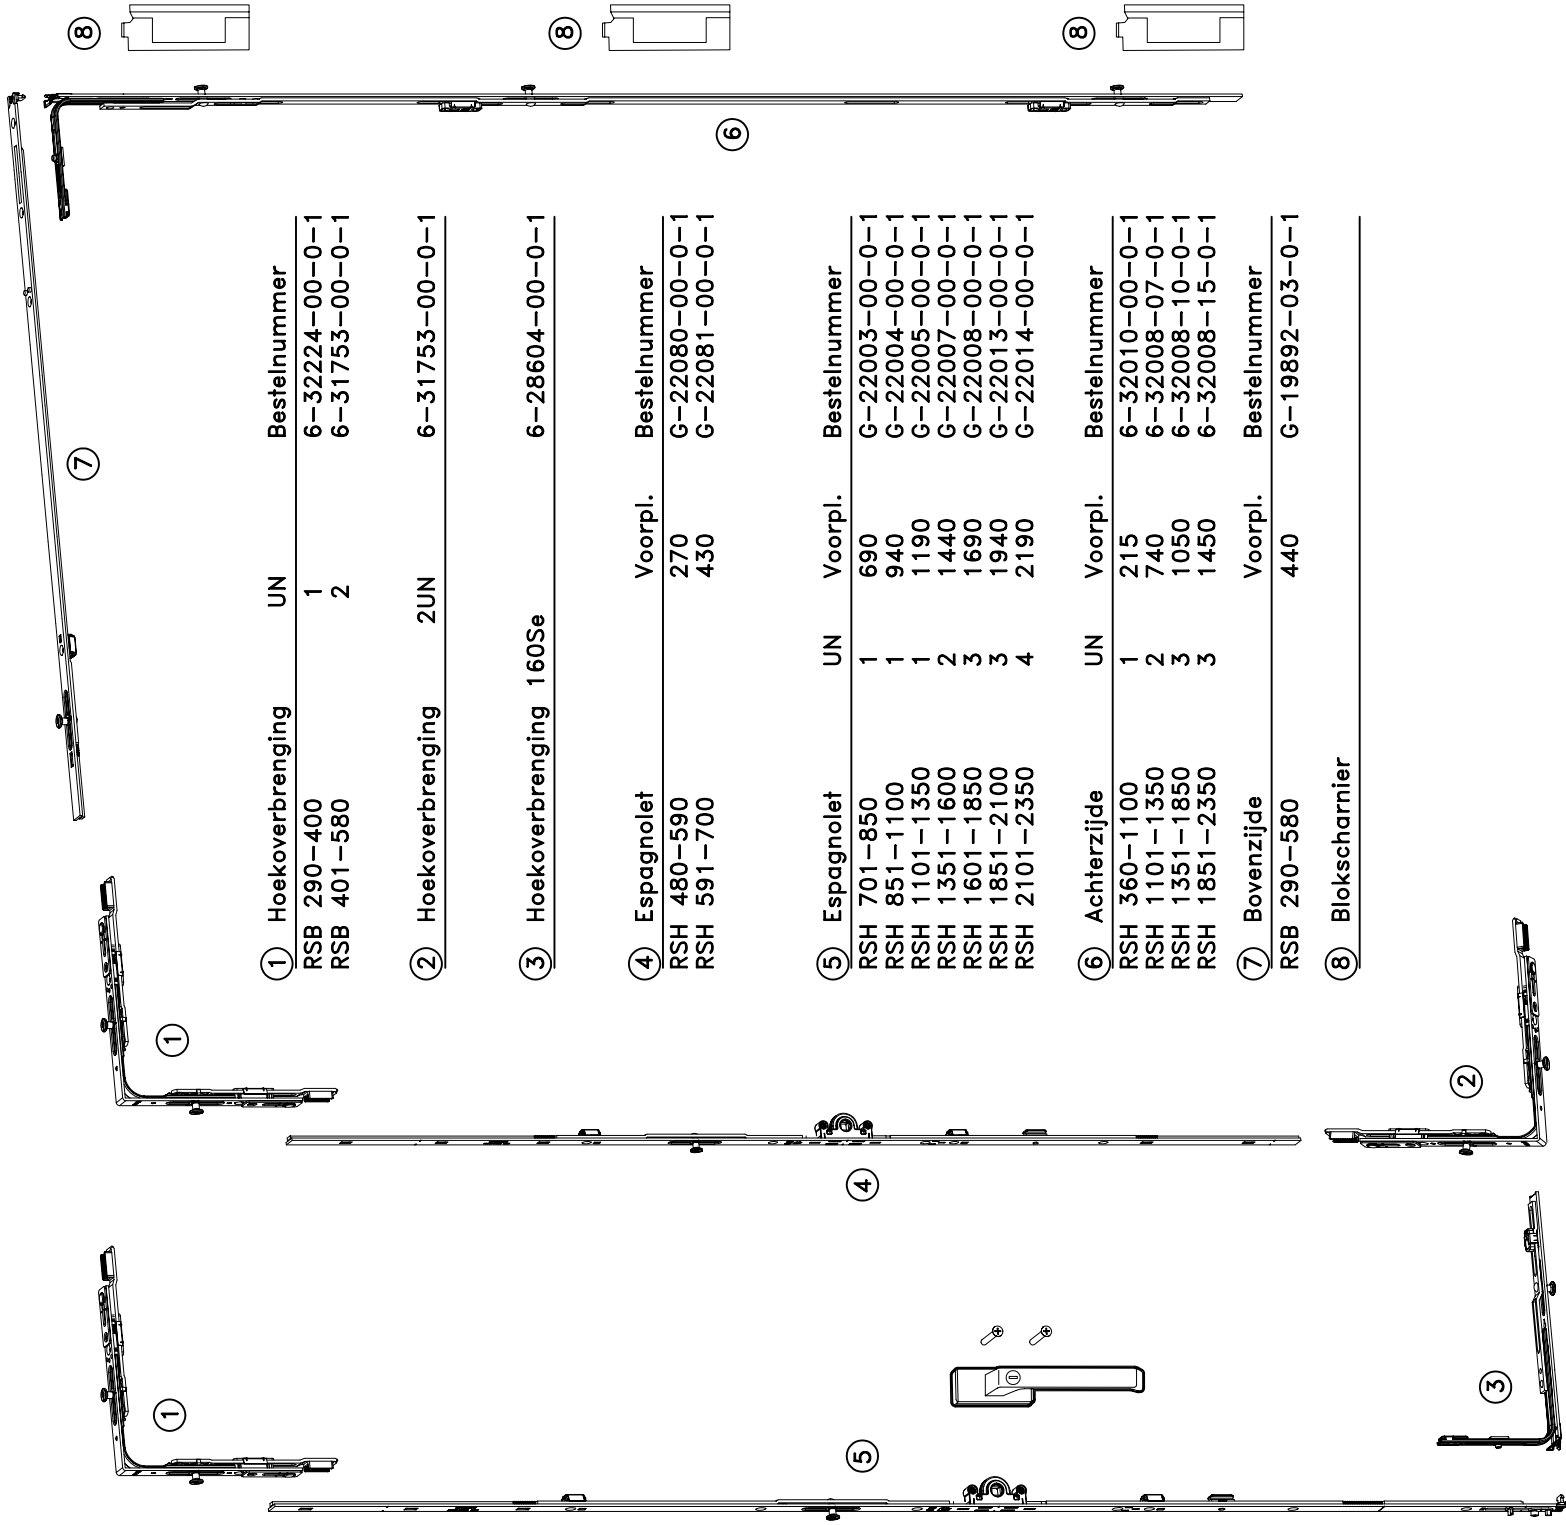 ① Hoekoverbrenging UN Bestelnummer
RSB 290-400 1 6-32224-00-0-1
RSB 401-580 2 6-31753-00-0-1
② Hoekoverbrenging 2UN 6-31753-00-0-1
③ Hoekoverbrenging 160Se 6-28604-00-0-1
④ Espagnolet Voorpl. Bestelnummer
RSH 480-590 270 G-22080-00-0-1
RSH 591-700 430 G-22081-00-0-1
⑤ Espagnolet UN Voorpl. Bestelnummer
RSH 701-850 1 690 G-22003-00-0-1
RSH 851-1100 1 940 G-22004-00-0-1
RSH 1101-1350 1 1190 G-22005-00-0-1
RSH 1351-1600 2 1440 G-22007-00-0-1
RSH 1601-1850 3 1690 G-22008-00-0-1
RSH 1851-2100 3 1940 G-22013-00-0-1
RSH 2101-2350 4 2190 G-22014-00-0-1
⑥ Achterzijde UN Voorpl. Bestelnummer
RSH 360-1100 1 215 6-32010-00-0-1
RSH 1101-1350 2 740 6-32008-07-0-1
RSH 1351-1850 3 1050 6-32008-10-0-1
RSH 1851-2350 3 1450 6-32008-15-0-1
⑦ Bovenzijde Voorpl. Bestelnummer
RSB 290-580 440 G-19892-03-0-1
⑧ Blokscharnier
①
①
②
③
④
⑤
⑥
⑦
⑧
⑧
⑧